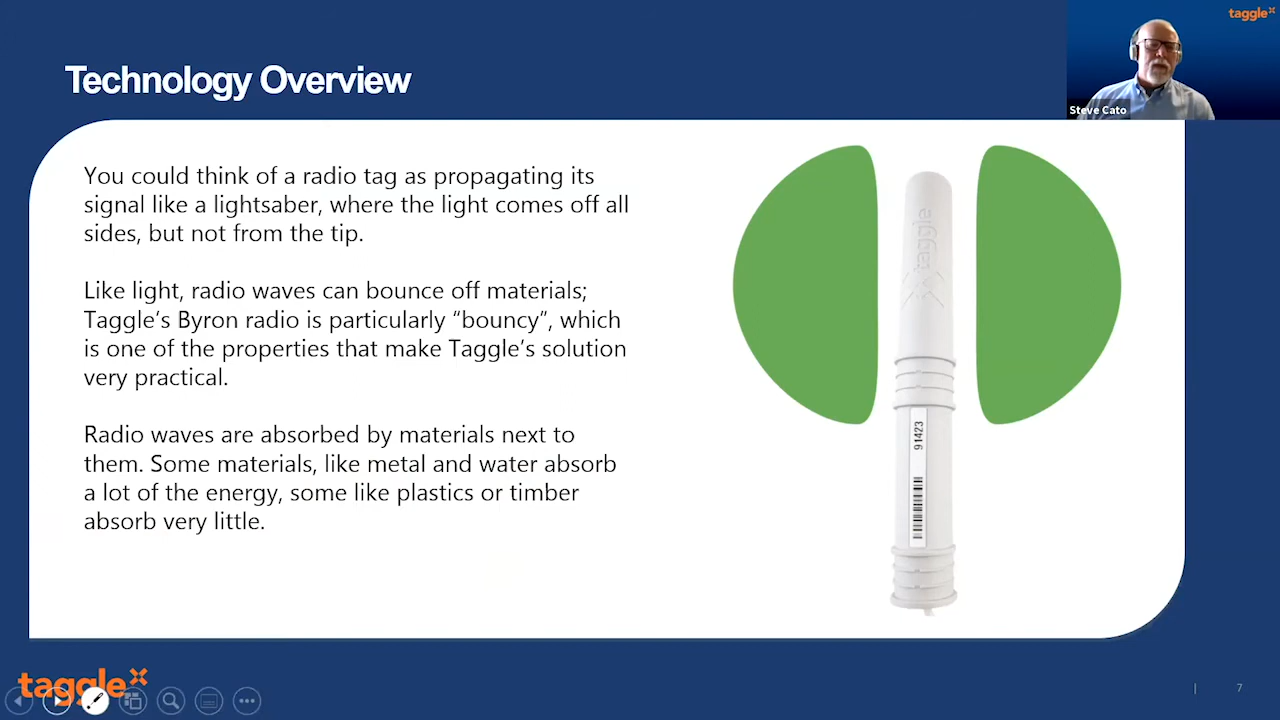 taggle
Technology Overview
Steve Cato
You could think of a radio tag as propagating its
signal like a lightsaber, where the light comes off all
sides, but not from the tip.
Like light, radio waves can bounce off materials;
Taggle’s Byron radio is particularly “bouncy”, which
is one of the properties that make Taggle’s solution
very practical.
Radio waves are absorbed by materials next to
them. Some materials, like metal and water absorb
a lot of the energy, some like plastics or timber
absorb very little.
taggle
91423
taggle
| 7